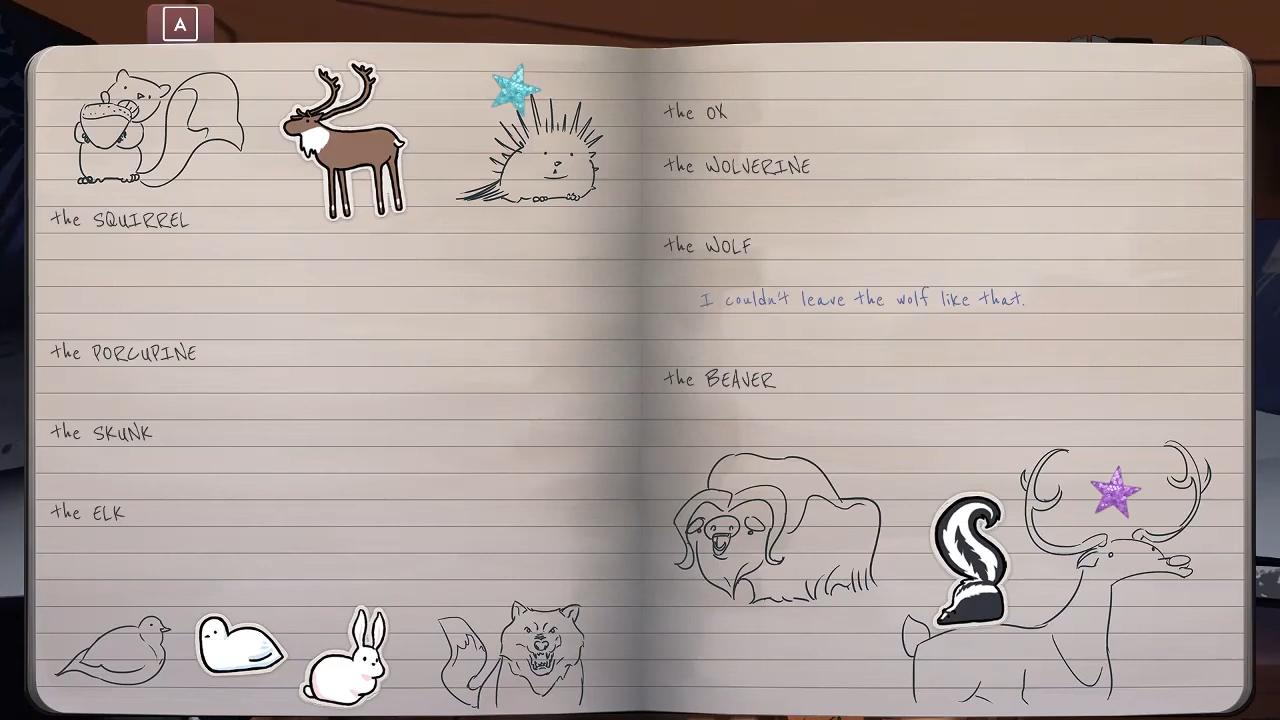 A
the SQUIRREL
the PORCUPINE
the SKUNK
the ELK
the OX
the WOLVERINE
the WOLF
I couldn't leave the wolf like that.
the BEAVER